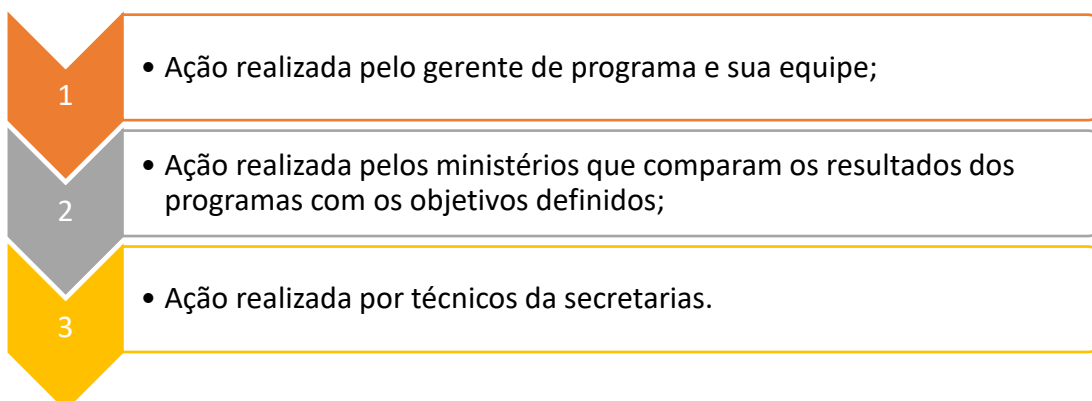 1
• Ação realizada pelo gerente de programa e sua equipe;
2
• Ação realizada pelos ministérios que comparam os resultados dos
programas com os objetivos definidos;
3
• Ação realizada por técnicos da secretarias.